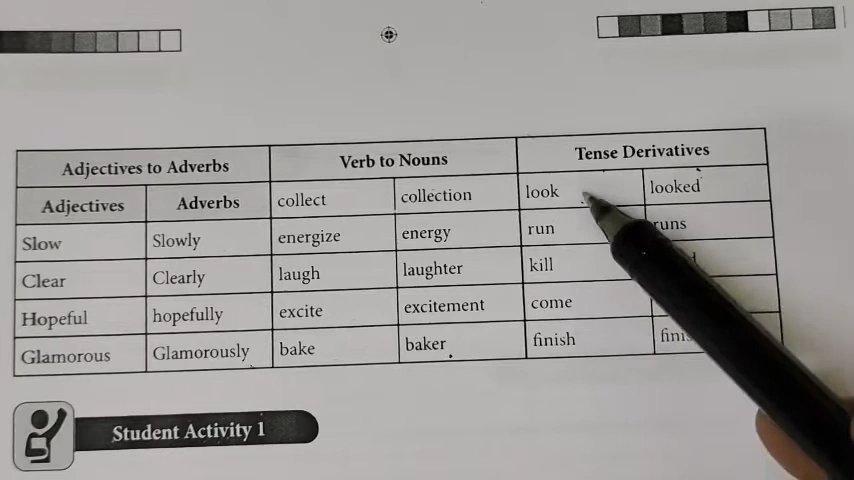 Adjectives to Adverbs Verb to Nouns Tense Derivatives
Adjectives Adverbs collect collection look looked
Slow Slowly energize energy run runs
Clear Clearly laugh laughter kill
Hopeful hopefully excite excitement come
Glamorous Glamorously bake baker finish
Student Activity 1